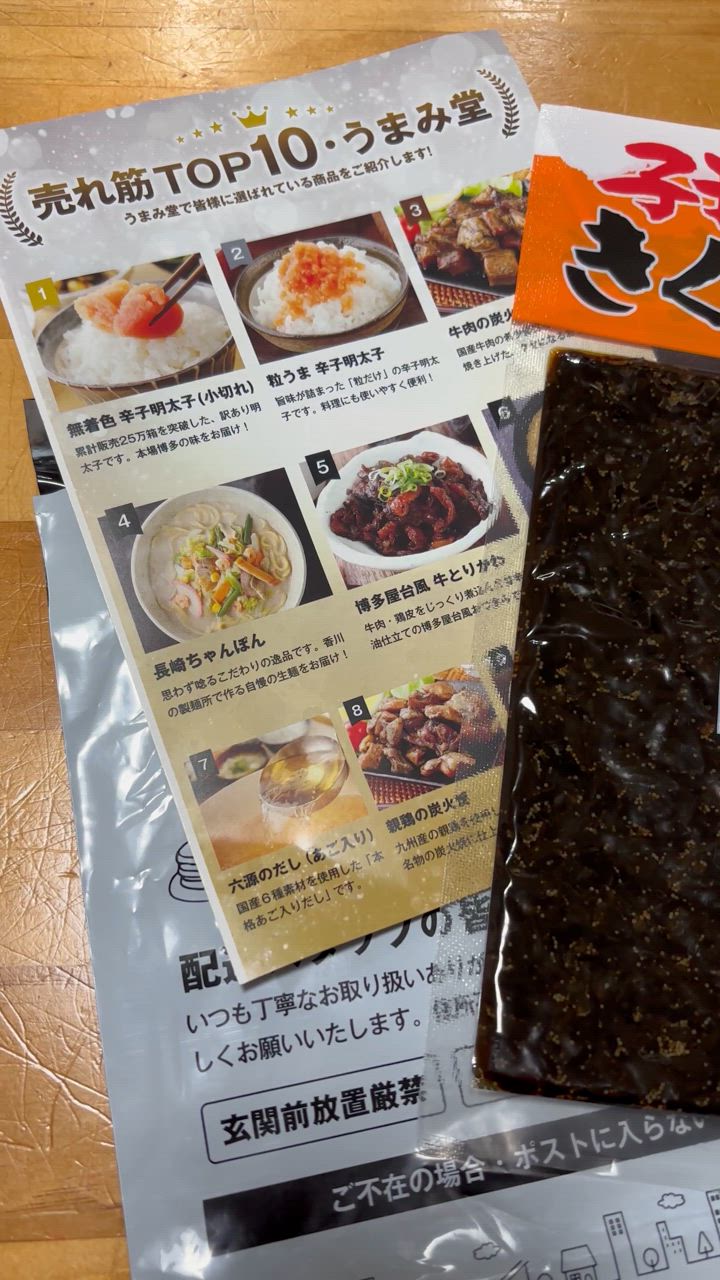 売れ筋TOP10・うまみ堂
うまみ堂で皆様に選ばれている商品をご紹介します!
1
無着色 辛子明太子(小切れ)
累計販売25万箱を突破した、訳あり明
太子です。本場博多の味をお届け!
2
粒うま 辛子明太子
旨味が詰まった「粒だけ」の辛子明太
子です。料理にも使いやすく便利!
3
牛肉の炭火
国産牛肉の
焼き上げた
4
長崎ちゃんぽん
思わず唸るこだわりの逸品です。香川
の製麺所で作る自慢の生麺をお届け!
5
博多屋台風 牛とりかわ
牛肉・鶏皮をじっくり煮込
油仕立ての博多屋台風
6
7
六源のだし(あご入り)
国産6種素材を使用した「本
格あご入りだし」です。
8
親鶏の炭火焼
九州産の親鶏を使用し
名物の炭火焼に仕上
9
きく
いつも丁寧なお取り扱いありが
しくお願いいたします。
玄関前放置厳禁
ご不在の場合・ポストに入らない